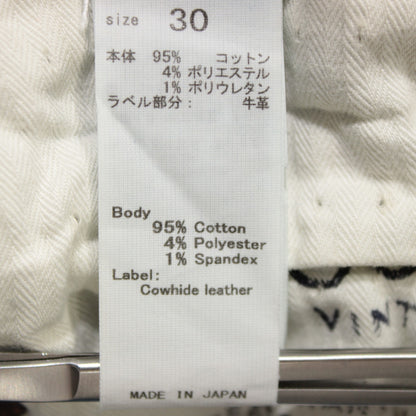 size 30
本体 95% コットン
4% ポリエステル
1% ポリウレタン
ラベル部分: 牛革
Body
95% Cotton
4% Polyester
1% Spandex
Label:
Cowhide leather
MADE IN JAPAN